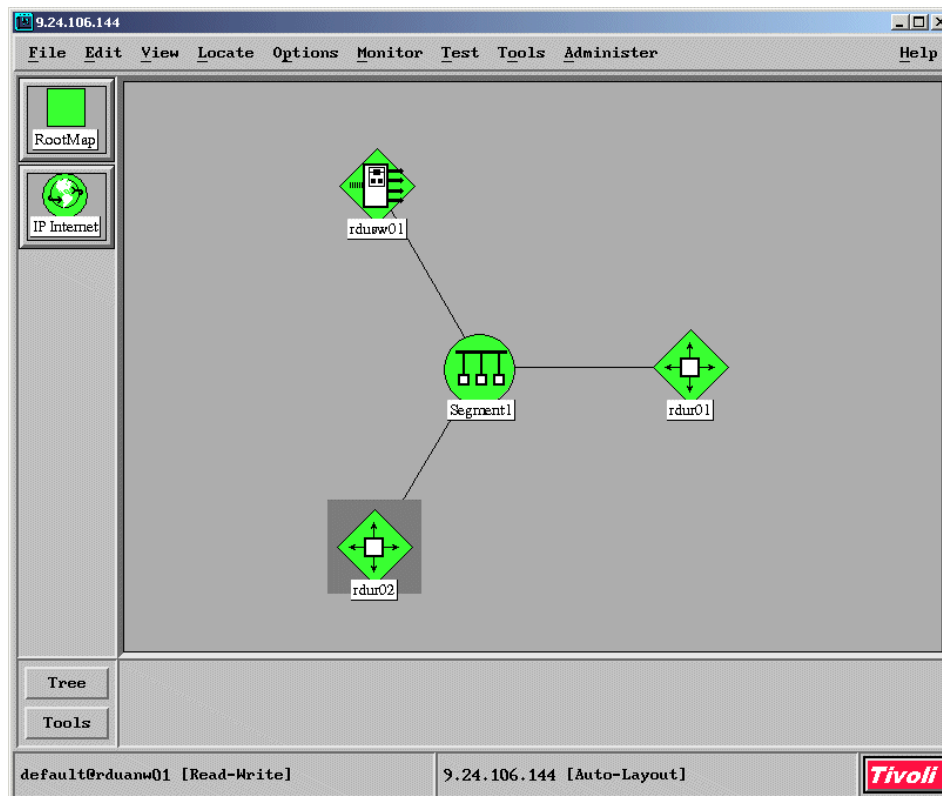 9.24.106.144
File Edit View Locate Options Monitor Test Tools Administer Help
RootMap
IP Internet
rdusw01
Segment1
rdur01
rdur02
Tree
Tools
default@rduanw01 [Read-Write] 9.24.106.144 [Auto-Layout] Tivoli